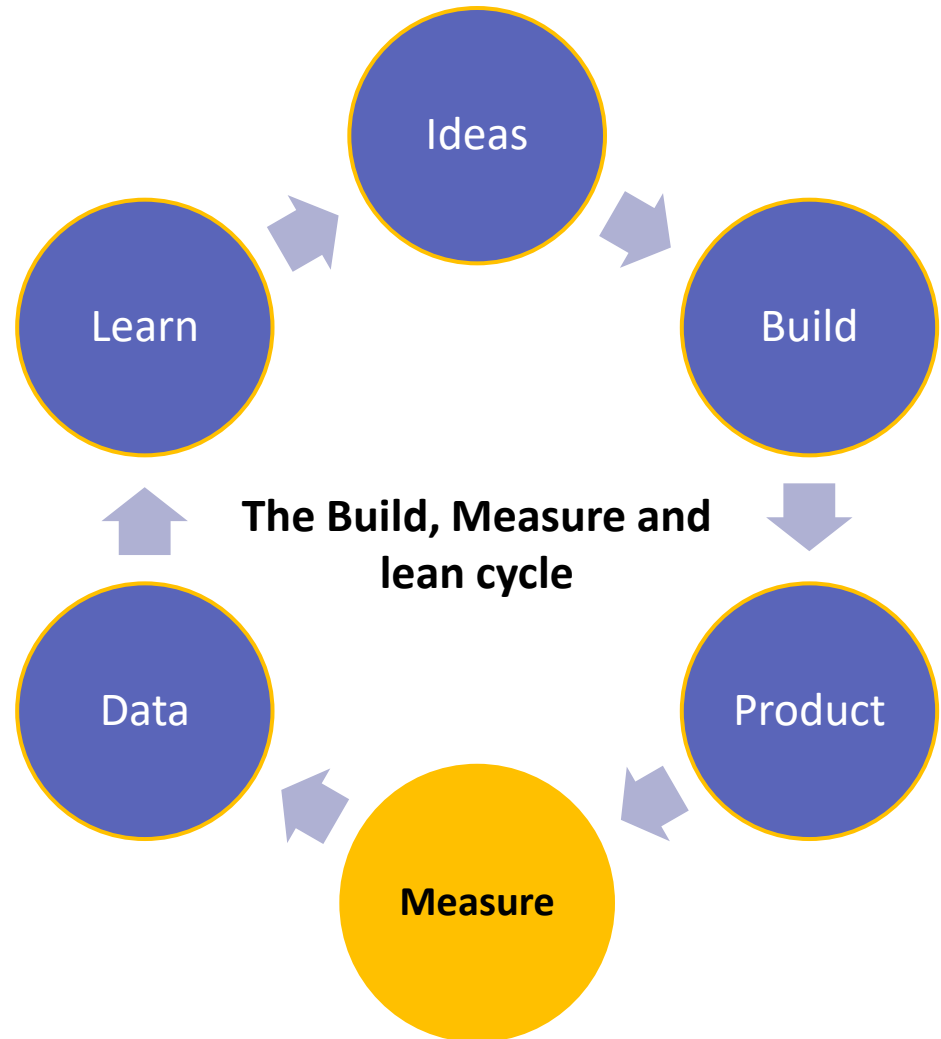 Ideas
Build
Product
Measure
Data
Learn
The Build, Measure and
lean cycle